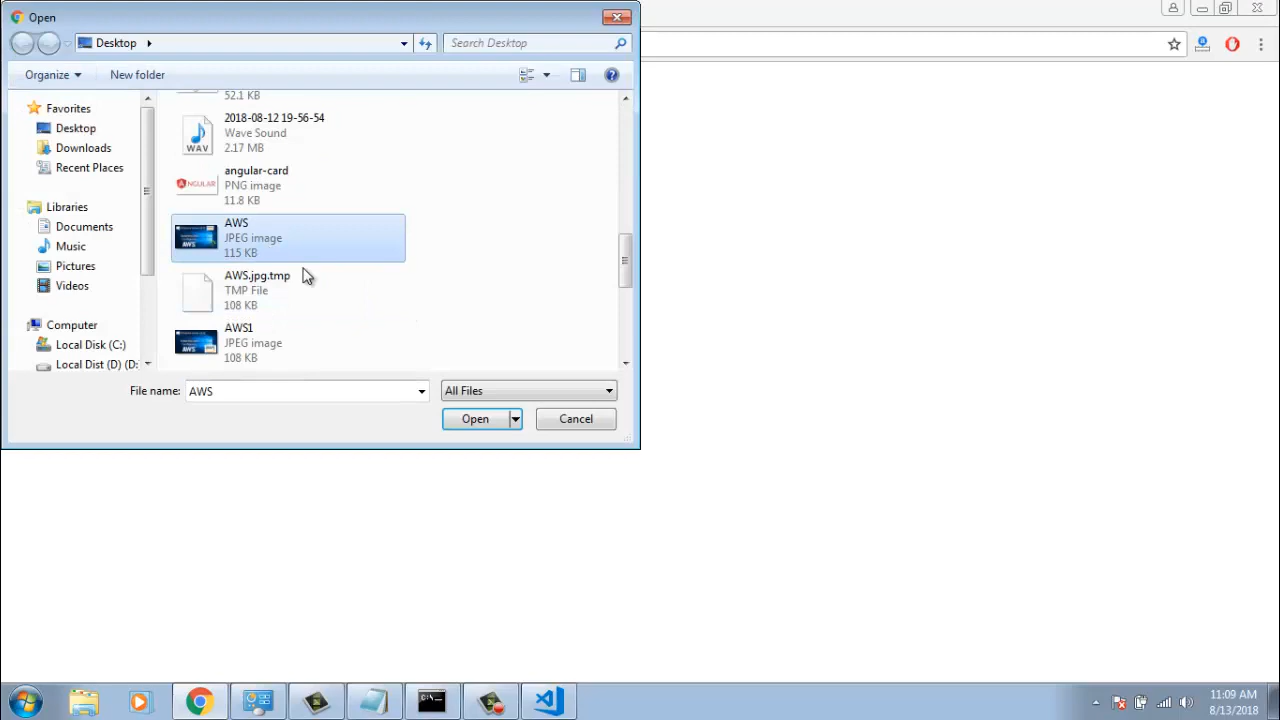 Open
Desktop
Search Desktop
Organize
New folder
Favorites
Desktop
Downloads
Recent Places
Libraries
Documents
Music
Pictures
Videos
Computer
Local Disk (C:)
Local Dist (D) (D:
52.1 KB
2018-08-12 19-56-54
Wave Sound
2.17 MB
WAV
angular-card
PNG image
11.8 KB
ANGULAR
AWS
JPEG image
115 KB
AWS.jpg.tmp
TMP File
108 KB
AWS1
JPEG image
108 KB
File name:
AWS
All Files
Open
Cancel
11:09 AM
8/13/2018